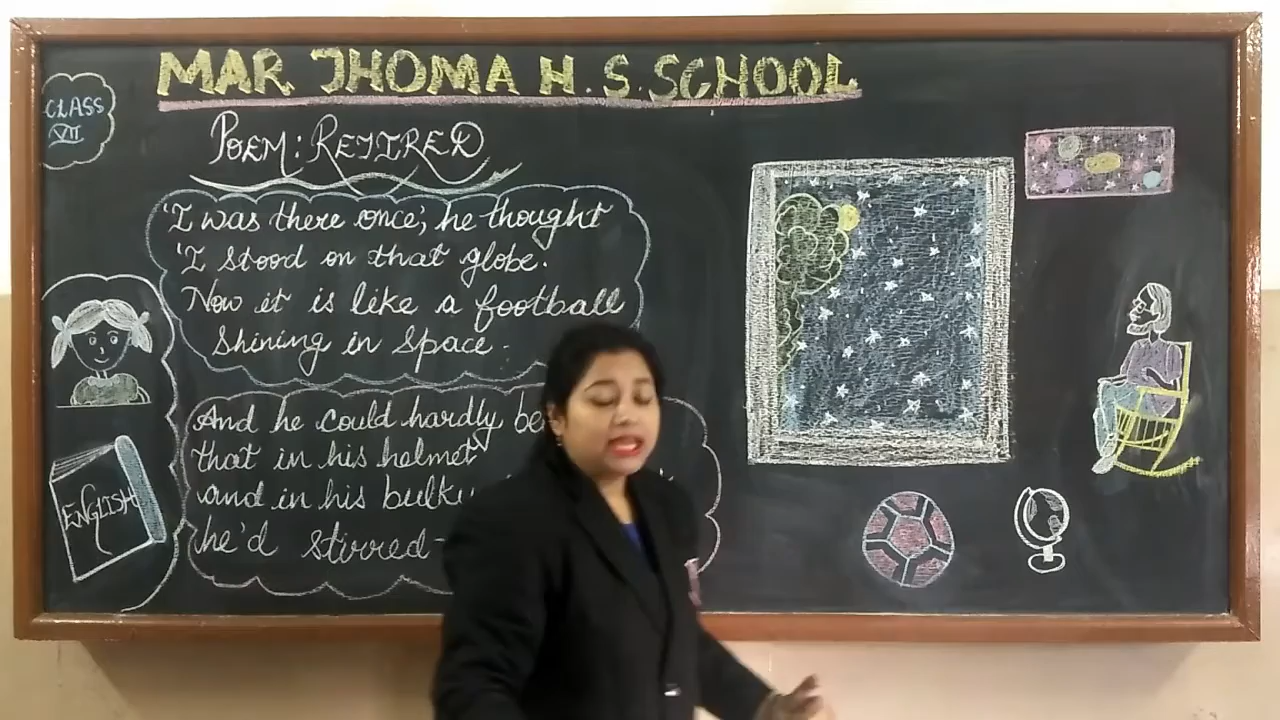 MAR THOMA H.S.SCHOOL
CLASS
VII
POEM: RETIRED
'I was there once', he thought
'I stood on that globe.
Now it is like a football
Shining in Space.
And he could hardly
that in his helmet
and in his bulky
he'd stirred-
ENGLISH